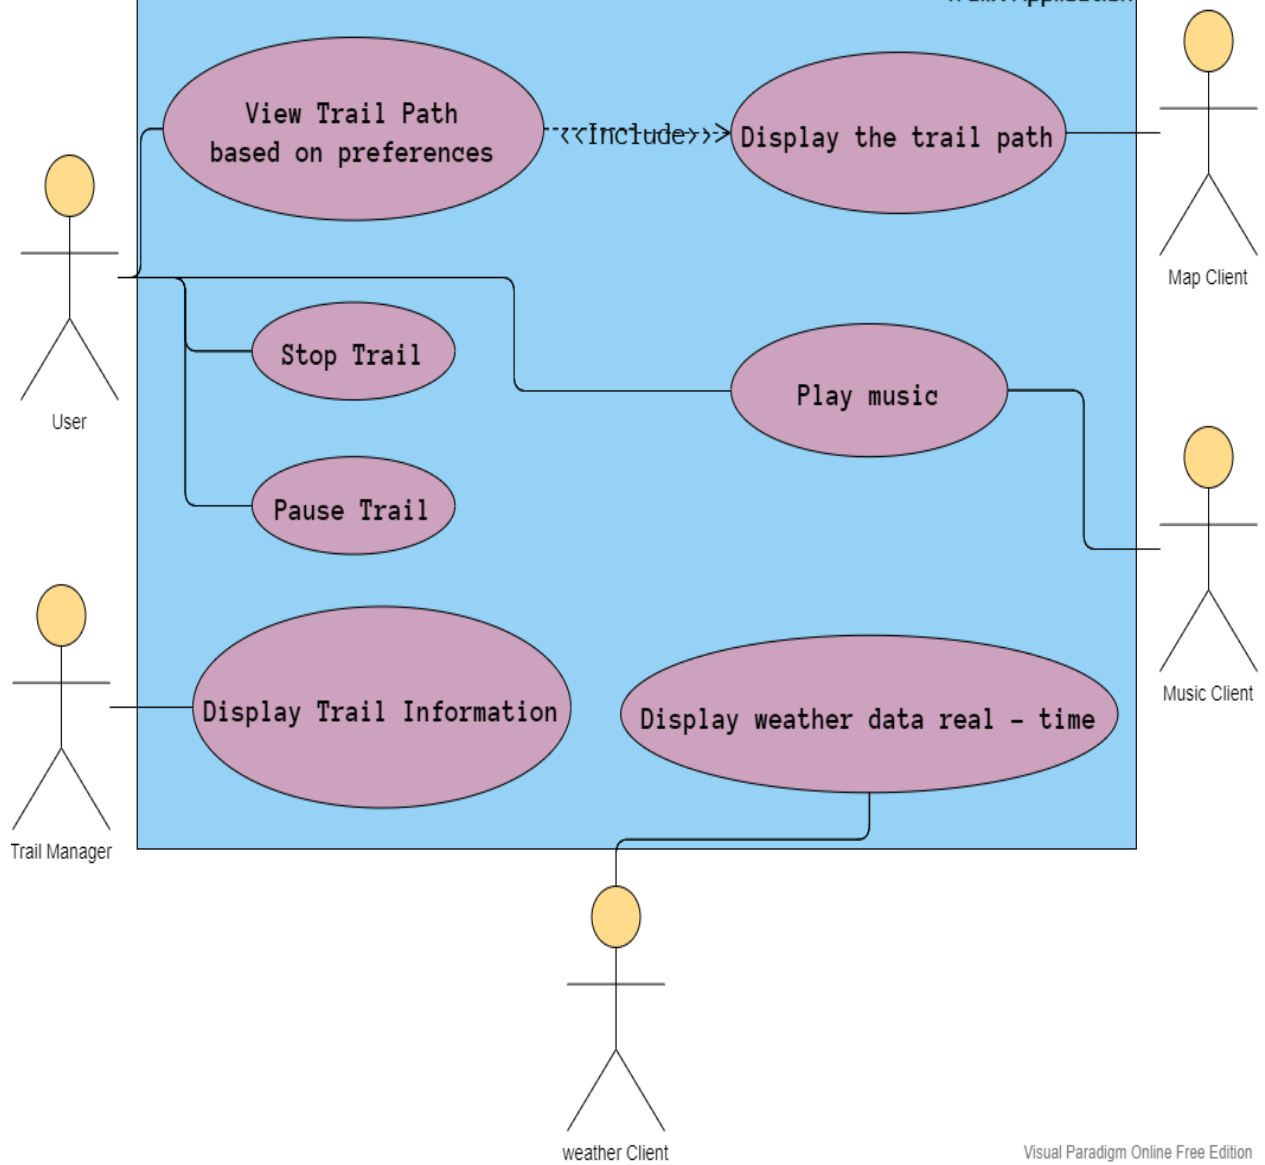 Application
View Trail Path
based on preferences
<<Include>>
Display the trail path
Map Client
User
Stop Trail
Play music
Pause Trail
Music Client
Display Trail Information
Display weather data real - time
Trail Manager
weather Client
Visual Paradigm Online Free Edition